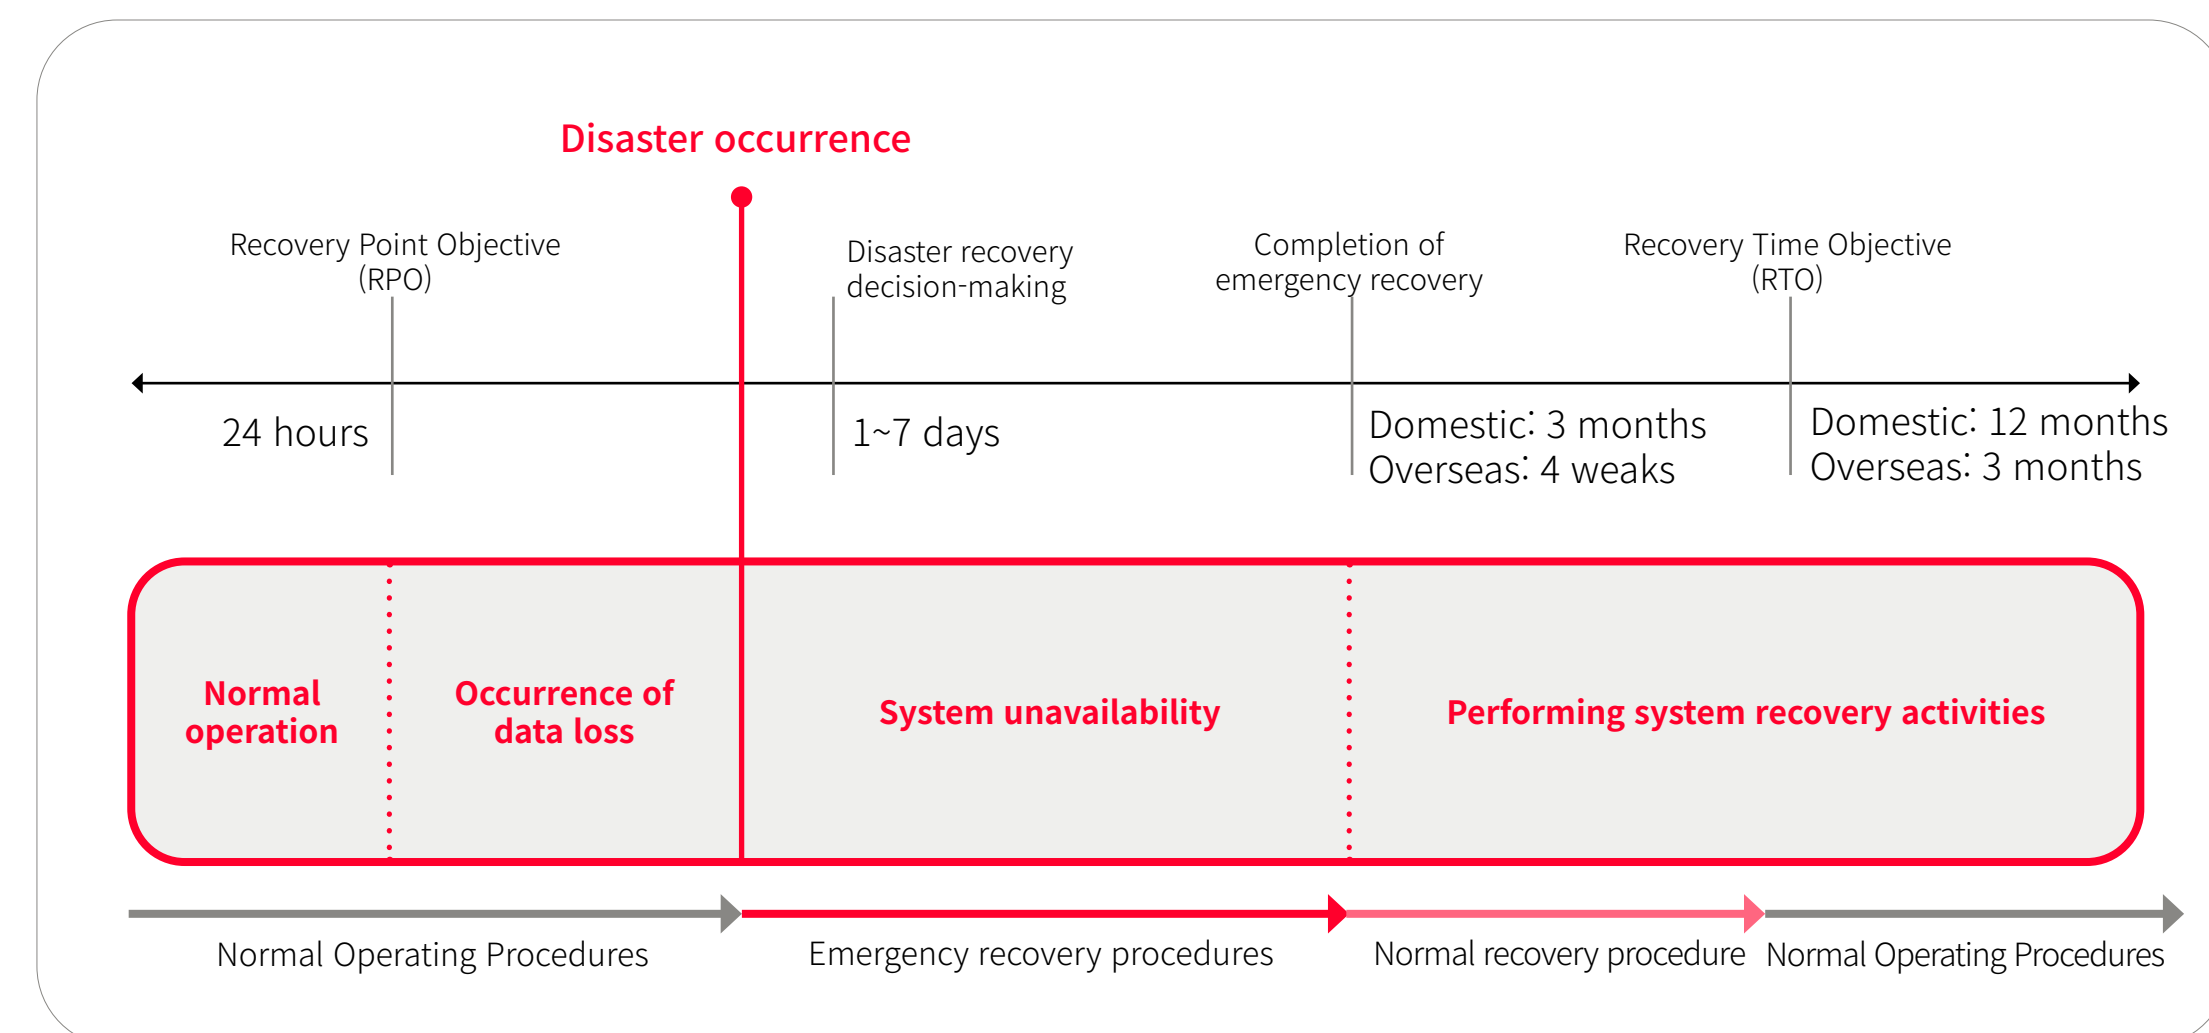 Disaster occurrence
Recovery Point Objective
(RPO)
Disaster recovery
decision-making
Completion of
emergency recovery
Recovery Time Objective
(RTO)
24 hours
1~7 days
Domestic: 3 months
Overseas: 4 weaks
Domestic: 12 months
Overseas: 3 months
Normal
operation
Occurrence of
data loss
System unavailability
Performing system recovery activities
Normal Operating Procedures
Emergency recovery procedures
Normal recovery procedure
Normal Operating Procedures